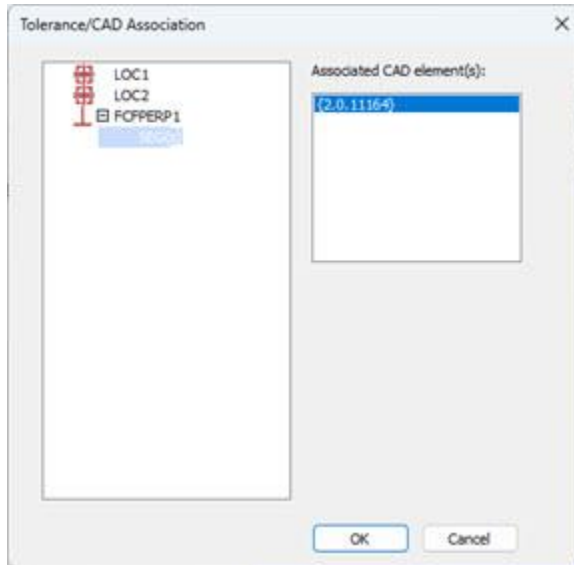 Tolerance/CAD Association
LOC1
LOC2
FCFPERP1
Associated CAD element(s):
{2.0.11164}
OK
Cancel